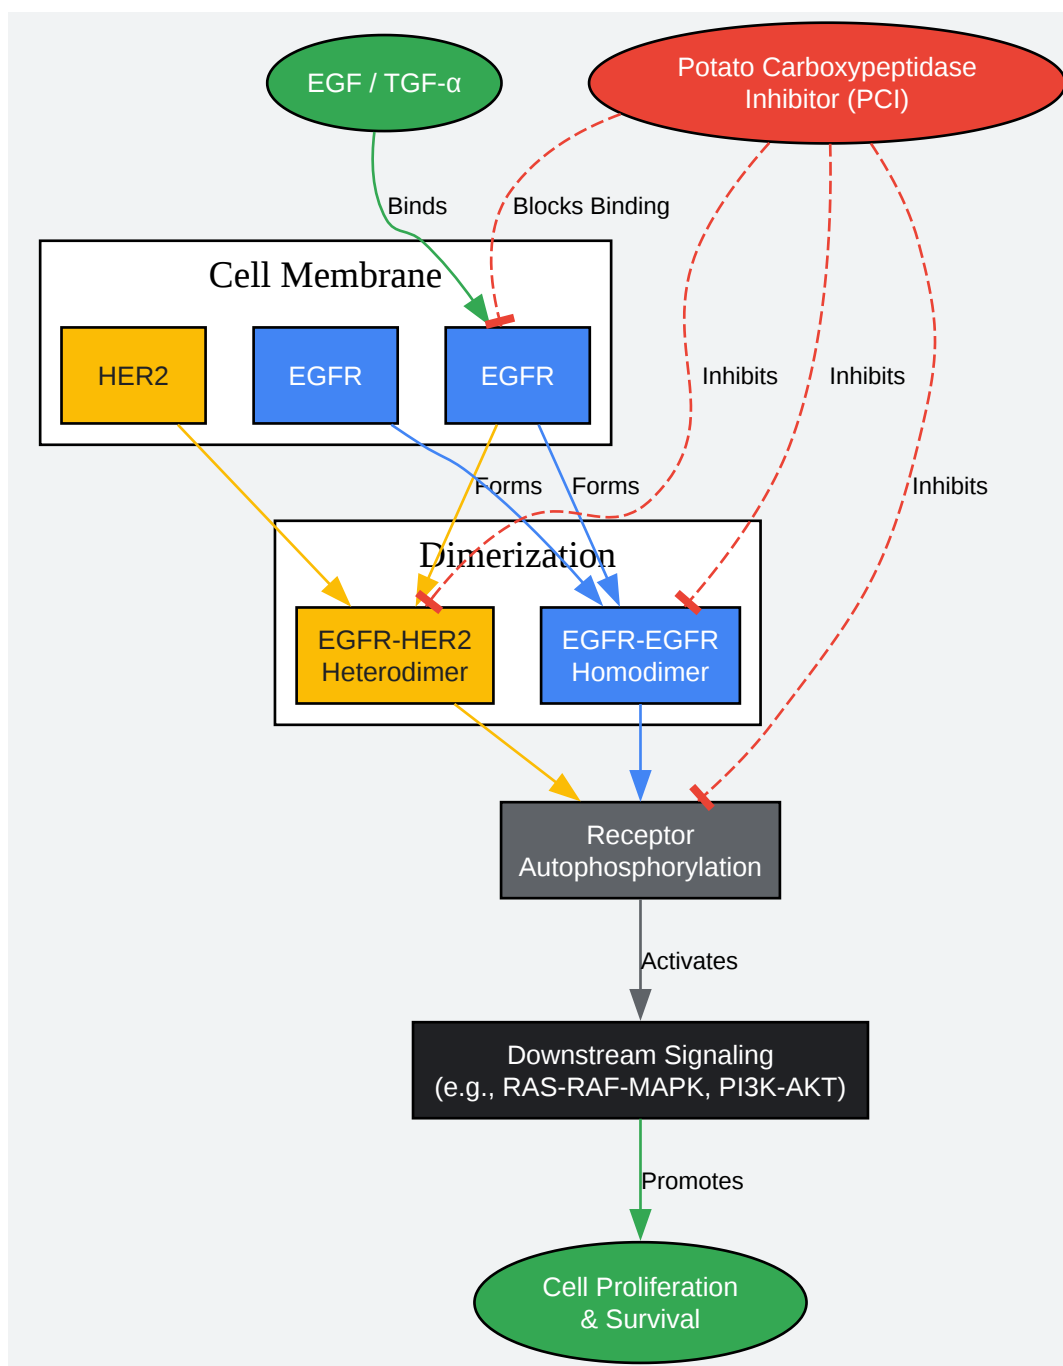 EGF / TGF-α
Potato Carboxypeptidase
Inhibitor (PCI)
Binds
Blocks Binding
Cell Membrane
HER2
EGFR
EGFR
Inhibits
Inhibits
Forms
Forms
Inhibits
Dimerization
EGFR-HER2
Heterodimer
EGFR-EGFR
Homodimer
Receptor
Autophosphorylation
Activates
Downstream Signaling
(e.g., RAS-RAF-MAPK, PI3K-AKT)
Promotes
Cell Proliferation
& Survival